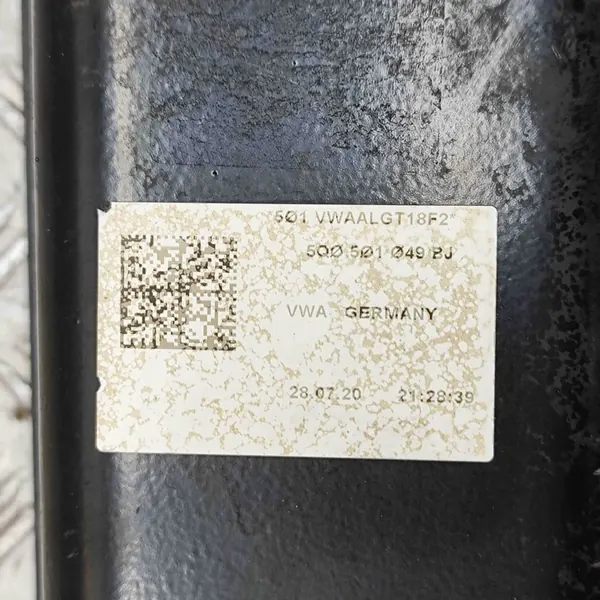 *5Ø1 VWAALGT18F2*
5QØ 5Ø1 Ø49 BJ
VWA GERMANY
28.07.20 21:28:39